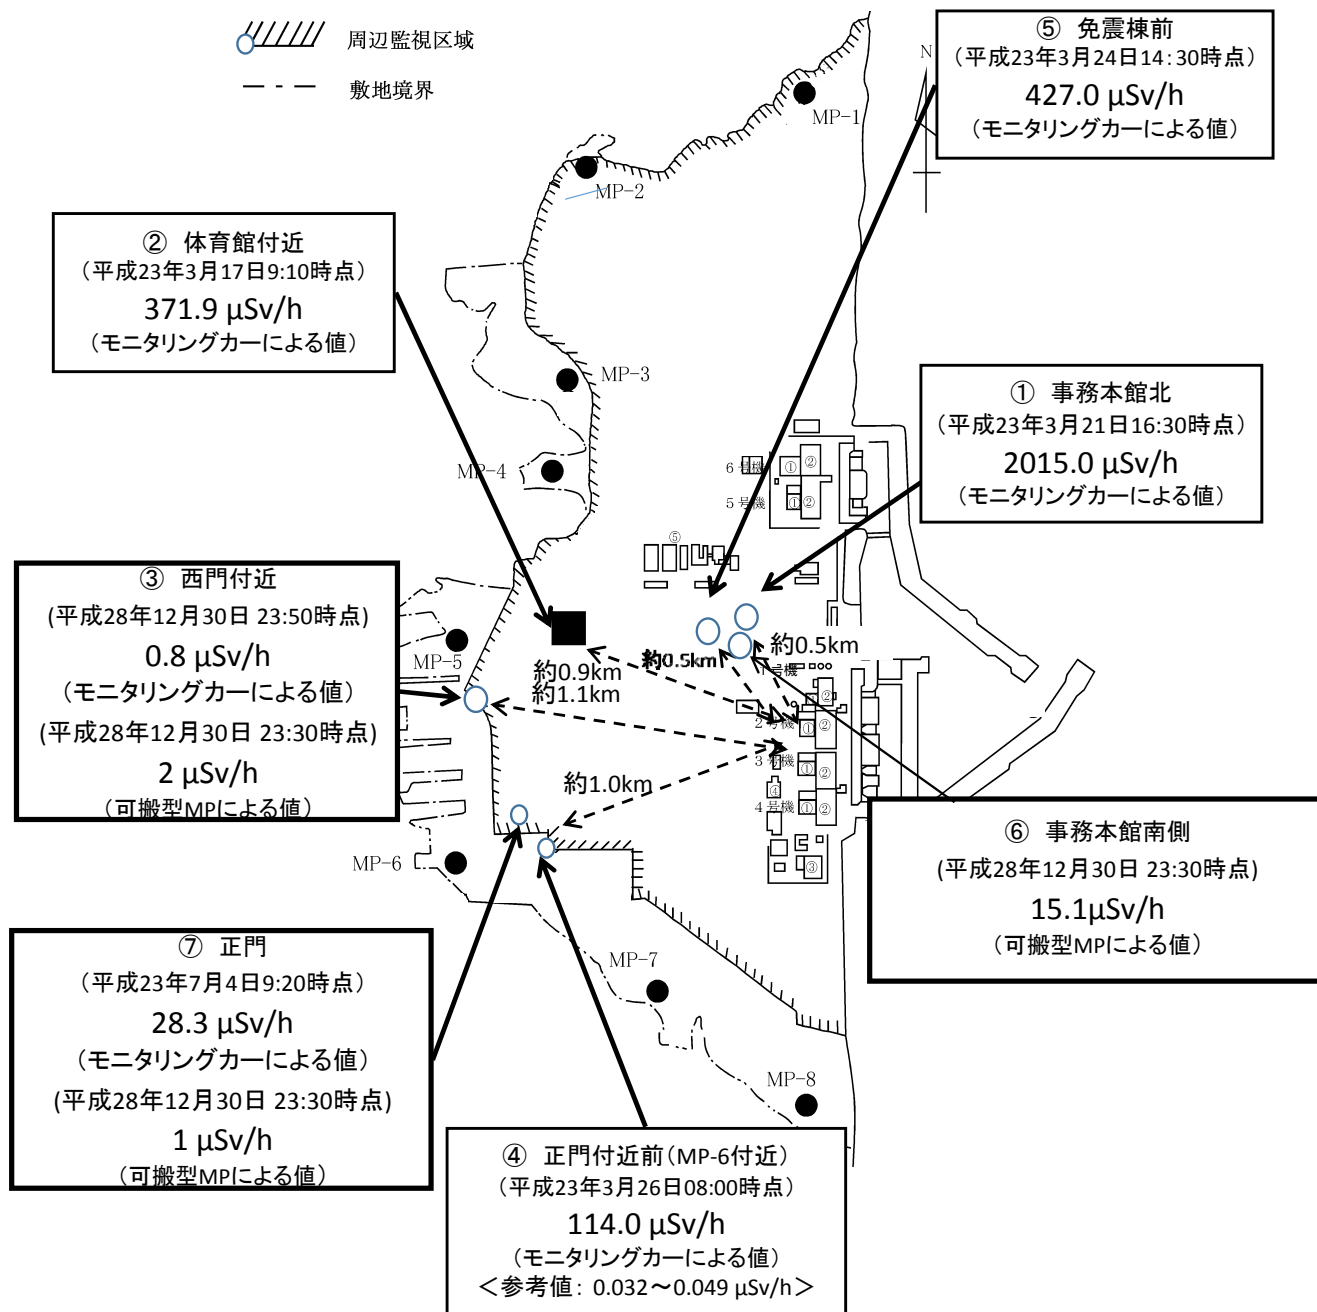 周辺監視区域
敷地境界
⑤ 免震棟前
（平成23年3月24日14:30時点）
427.0 μSv/h
（モニタリングカーによる値）
N
MP-1
MP-2
② 体育館付近
（平成23年3月17日9:10時点）
371.9 μSv/h
（モニタリングカーによる値）
MP-3
MP-4
① 事務本館北
（平成23年3月21日16:30時点）
2015.0 μSv/h
（モニタリングカーによる値）
6号機
①
②
5号機
①
②
⑤
③ 西門付近
(平成28年12月30日 23:50時点)
0.8 μSv/h
（モニタリングカーによる値）
(平成28年12月30日 23:30時点)
2 μSv/h
（可搬型MPによる値）
MP-5
約0.9km
約1.1km
約0.5km
約0.5km
1号機
②
2号機
①
②
3号機
①
②
④
4号機
①
②
③
約1.0km
MP-6
⑥ 事務本館南側
(平成28年12月30日 23:30時点)
15.1μSv/h
（可搬型MPによる値）
⑦ 正門
（平成23年7月4日9:20時点）
28.3 μSv/h
（モニタリングカーによる値）
(平成28年12月30日 23:30時点)
1 μSv/h
（可搬型MPによる値）
MP-7
MP-8
④ 正門付近前（MP-6付近）
（平成23年3月26日08:00時点）
114.0 μSv/h
（モニタリングカーによる値）
＜参考値: 0.032～0.049 μSv/h＞